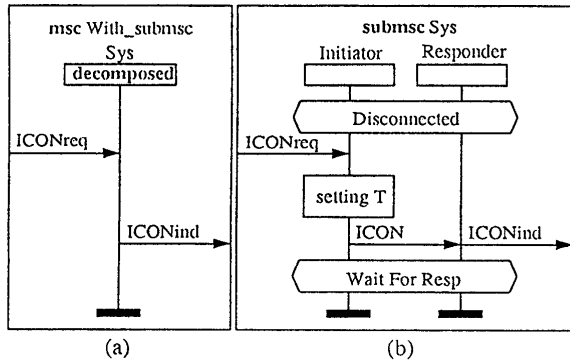 msc With_submsc
Sys
decomposed
ICONreq
ICONind
(a)
submsc Sys
Initiator Responder
Disconnected
ICONreq
setting T
ICON ICONind
Wait For Resp
(b)